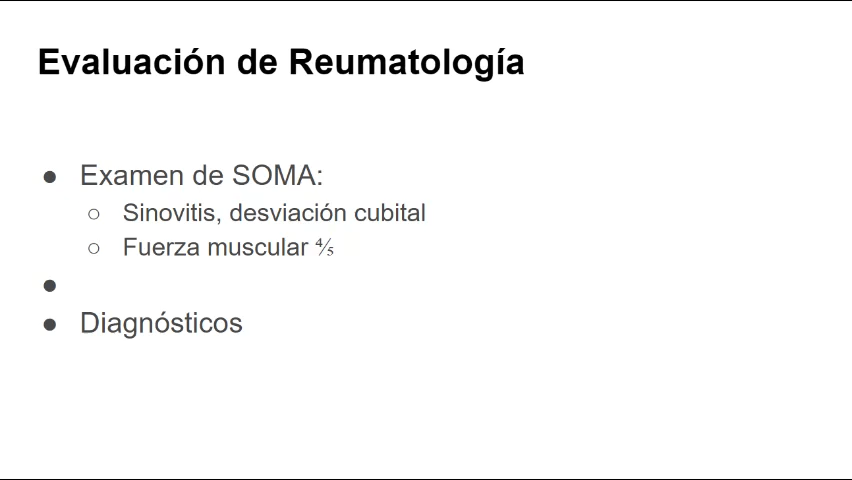 Evaluación de Reumatología
● Examen de SOMA:
○ Sinovitis, desviación cubital
○ Fuerza muscular ⅘
●
● Diagnósticos